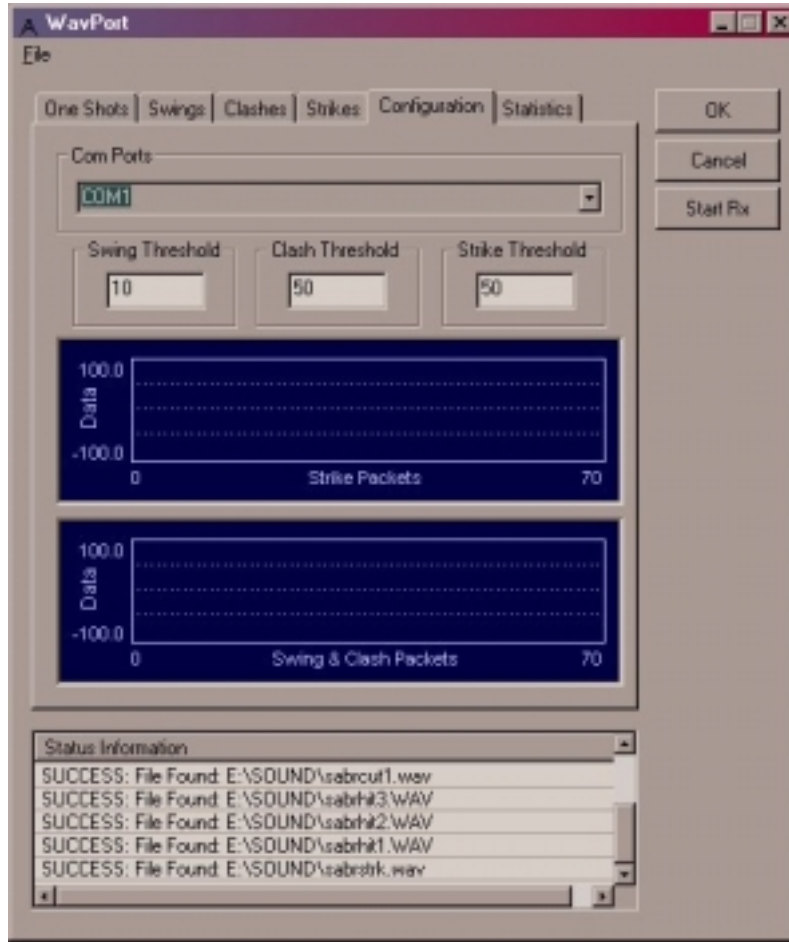 WavPort
File
One Shots Swings Clashes Strikes Configuration Statistics
OK
Cancel
Start Rx
Com Ports
COM1
Swing Threshold Clash Threshold Strike Threshold
10 50 50
100.0
Data
-100.0
0 Strike Packets 70
100.0
Data
-100.0
0 Swing & Clash Packets 70
Status Information
SUCCESS: File Found: E:\SOUND\sabrcut1.wav
SUCCESS: File Found: E:\SOUND\sabrhit3.WAV
SUCCESS: File Found: E:\SOUND\sabrhit2.WAV
SUCCESS: File Found: E:\SOUND\sabrhit1.WAV
SUCCESS: File Found: E:\SOUND\sabrstrk.wav